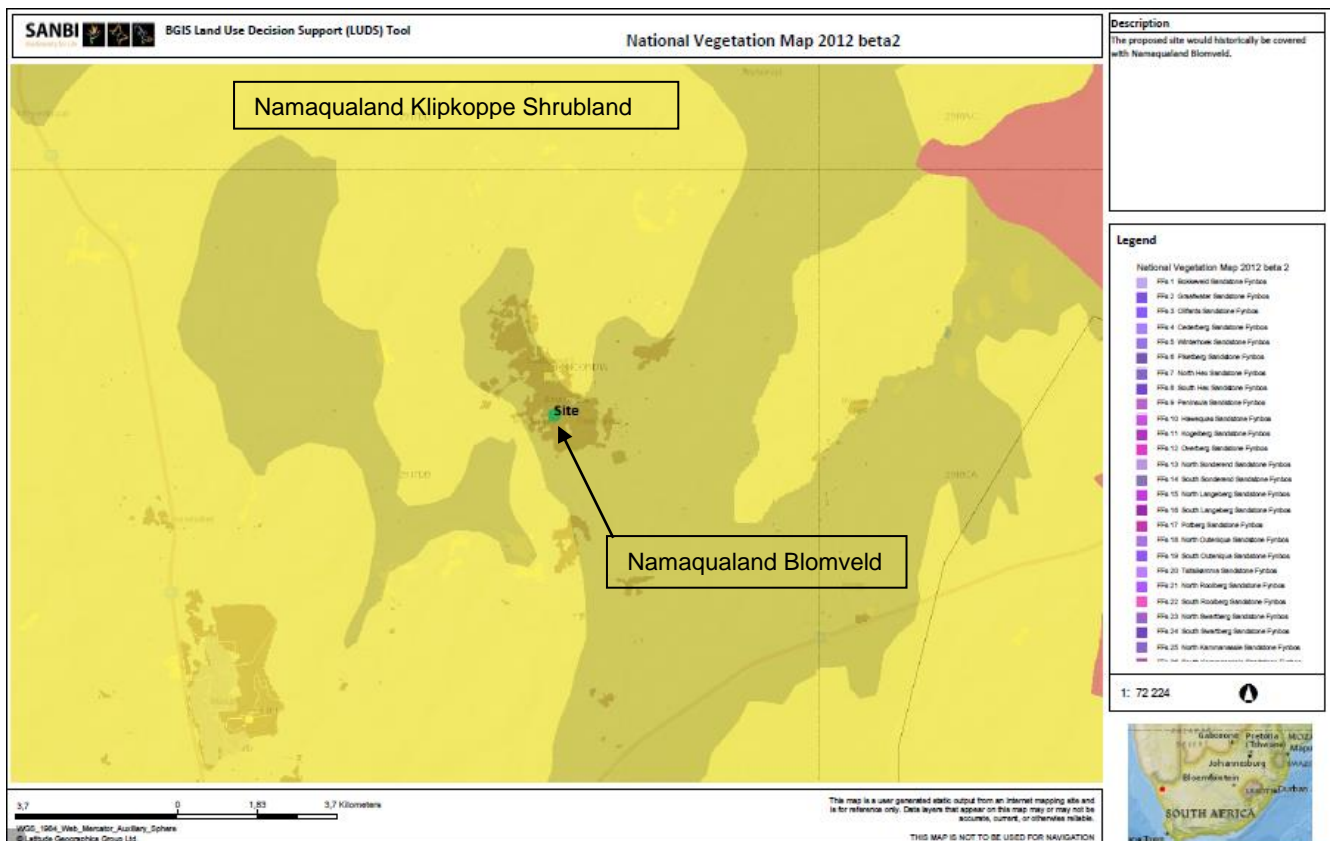 SANBI
BGIS Land Use Decision Support (LUDS) Tool
National Vegetation Map 2012 beta2
Description
The proposed site would historically be covered
with Namaqualand Blomveld.
Namaqualand Klipkoppe Shrubland
Site
Namaqualand Blomveld
Legend
National Vegetation Map 2012 beta 2
FFs 1 Bokkeveld Sandstone Fynbos
FFs 2 Graafwater Sandstone Fynbos
FFs 3 Olifants Sandstone Fynbos
FFs 4 Cederberg Sandstone Fynbos
FFs 5 Winterhoek Sandstone Fynbos
FFs 6 Piketberg Sandstone Fynbos
FFs 7 North Hex Sandstone Fynbos
FFs 8 South Hex Sandstone Fynbos
FFs 9 Peninsula Sandstone Fynbos
FFs 10 Hawequas Sandstone Fynbos
FFs 11 Kogelberg Sandstone Fynbos
FFs 12 Overberg Sandstone Fynbos
FFs 13 North Sonderend Sandstone Fynbos
FFs 14 South Sonderend Sandstone Fynbos
FFs 15 North Langeberg Sandstone Fynbos
FFs 16 South Langeberg Sandstone Fynbos
FFs 17 Potberg Sandstone Fynbos
FFs 18 North Outeniqua Sandstone Fynbos
FFs 19 South Outeniqua Sandstone Fynbos
FFs 20 Tsitsikamma Sandstone Fynbos
FFs 21 North Rooiberg Sandstone Fynbos
FFs 22 South Rooiberg Sandstone Fynbos
FFs 23 North Swartberg Sandstone Fynbos
FFs 24 South Swartberg Sandstone Fynbos
FFs 25 North Kammanassie Sandstone Fynbos
1: 72 224
Gaborone Pretoria
(Tshwane)
Johannesburg
Bloemfontein
Durban
SOUTH AFRICA
3,7 0 1,83 3,7 Kilometers
WGS_1984_Web_Mercator_Auxiliary_Sphere
© Latitude Geographics Group Ltd.
This map is a user generated static output from an Internet mapping site and
is for reference only. Data layers that appear on this map may or may not be
accurate, current, or otherwise reliable.
THIS MAP IS NOT TO BE USED FOR NAVIGATION